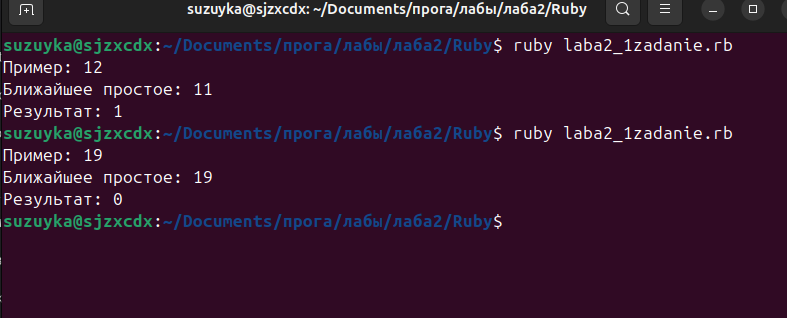 suzuyka@sjzxcdx: ~/Documents/прога/лабы/лаба2/Ruby
suzuyka@sjzxcdx:~/Documents/прога/лабы/лаба2/Ruby$ ruby laba2_1zadanie.rb
Пример: 12
Ближайшее простое: 11
Результат: 1
suzuyka@sjzxcdx:~/Documents/прога/лабы/лаба2/Ruby$ ruby laba2_1zadanie.rb
Пример: 19
Ближайшее простое: 19
Результат: 0
suzuyka@sjzxcdx:~/Documents/прога/лабы/лаба2/Ruby$